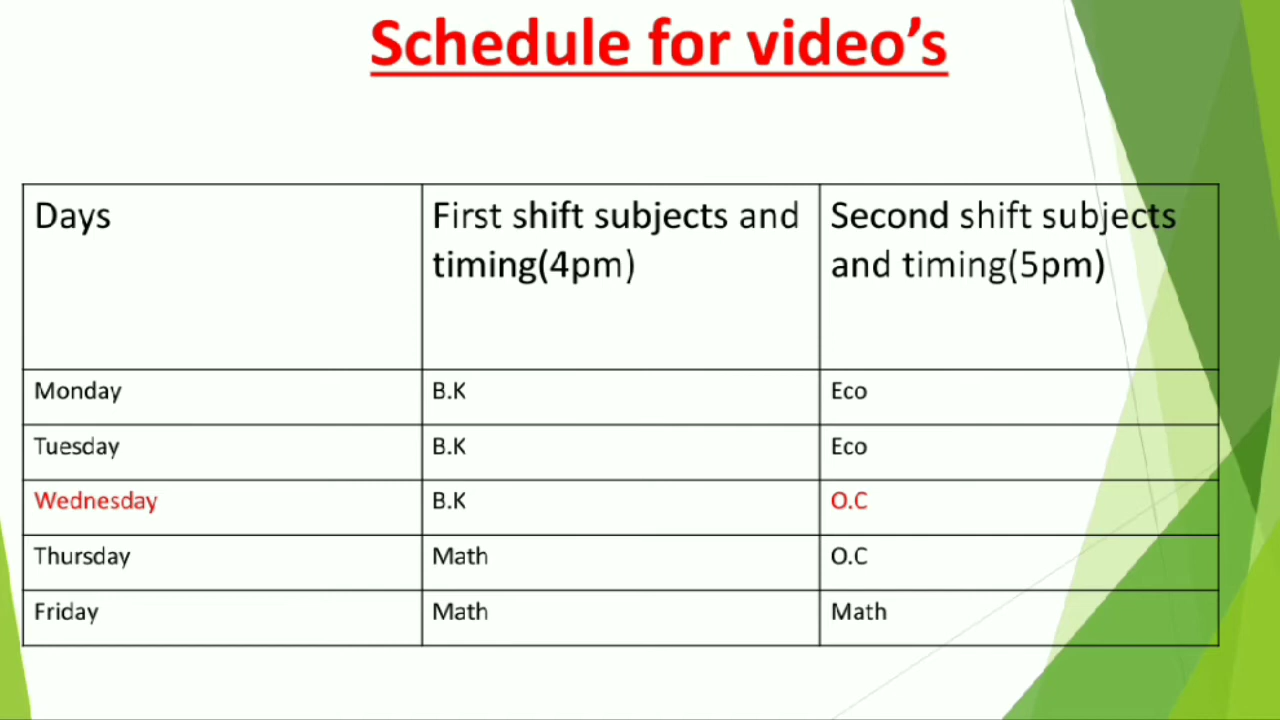 Schedule for video’s
Days
First shift subjects and
timing(4pm)
Second shift subjects
and timing(5pm)
Monday
B.K
Eco
Tuesday
B.K
Eco
Wednesday
B.K
O.C
Thursday
Math
O.C
Friday
Math
Math